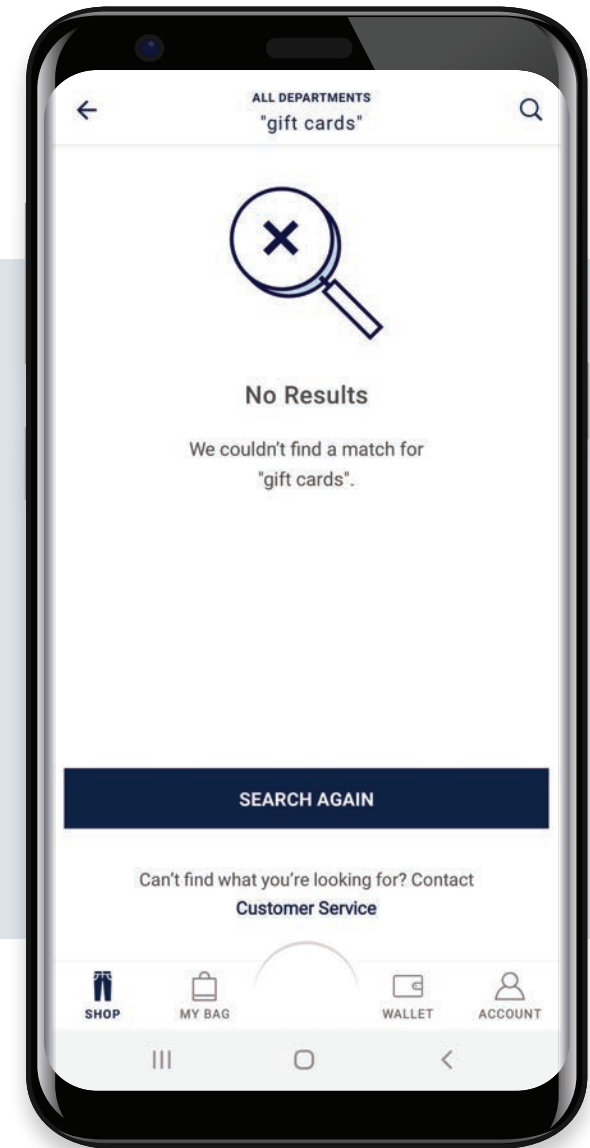 ALL DEPARTMENTS
"gift cards"
No Results
We couldn't find a match for
"gift cards".
SEARCH AGAIN
Can't find what you're looking for? Contact
Customer Service
SHOP
MY BAG
WALLET
ACCOUNT